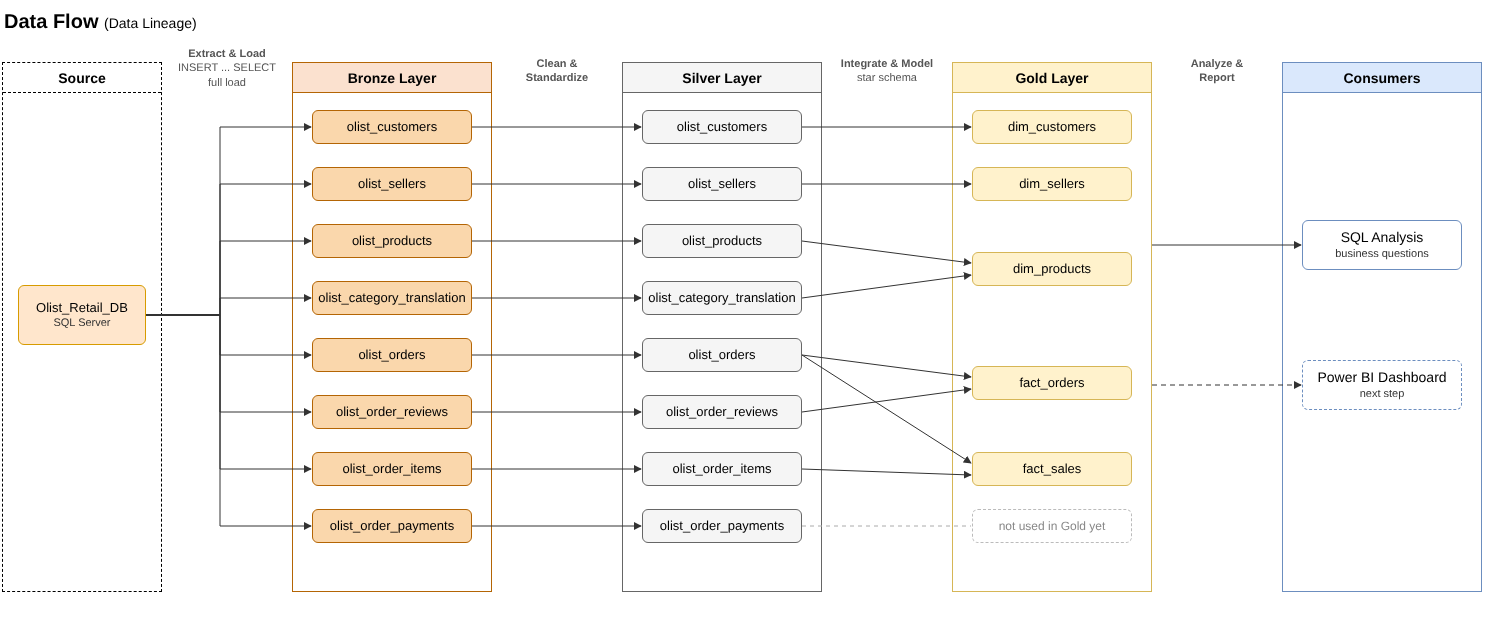 Data Flow (Data Lineage)
Source
Extract & Load
INSERT ... SELECT
full load
Bronze Layer
Clean &
Standardize
Silver Layer
Integrate & Model
star schema
Gold Layer
Analyze &
Report
Consumers
Olist_Retail_DB
SQL Server
olist_customers
olist_sellers
olist_products
olist_category_translation
olist_orders
olist_order_reviews
olist_order_items
olist_order_payments
olist_customers
olist_sellers
olist_products
olist_category_translation
olist_orders
olist_order_reviews
olist_order_items
olist_order_payments
dim_customers
dim_sellers
dim_products
fact_orders
fact_sales
not used in Gold yet
SQL Analysis
business questions
Power BI Dashboard
next step